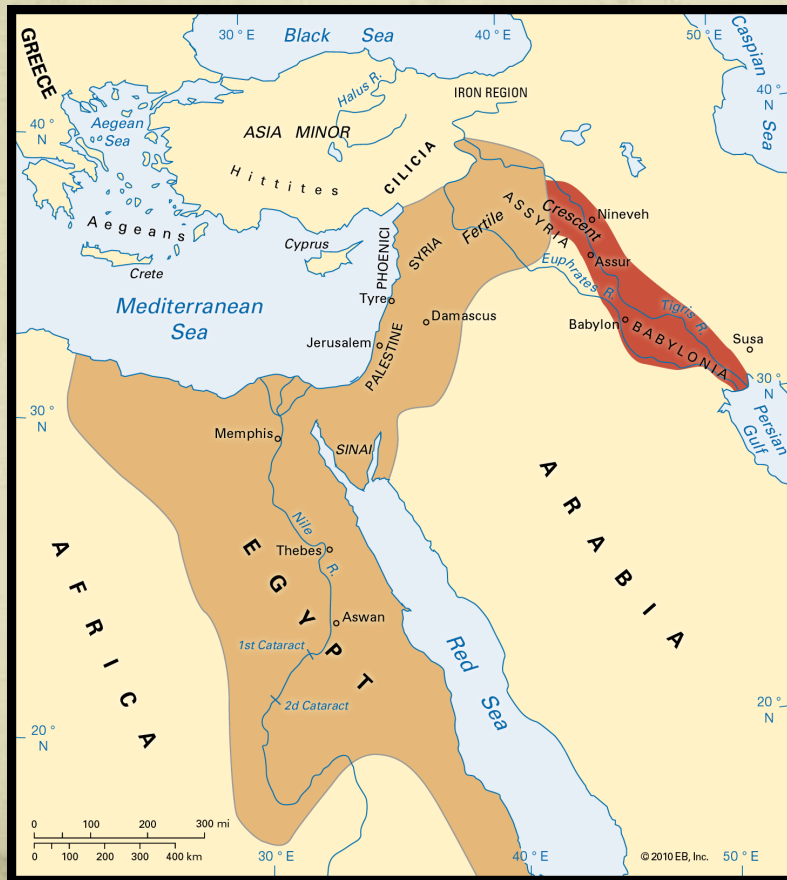 30° E
Black Sea
40° E
50° E
Caspian Sea
GREECE
Halus R.
IRON REGION
40° N
40° N
Aegean
Sea
ASIA MINOR
Hittites
CILICIA
Aegeans
Crete
Cyprus
PHOENICI
SYRIA
Fertile
Crescent
ASSYRIA
Nineveh
Assur
Euphrates R.
Tigris R.
Mediterranean
Sea
Tyre
Damascus
Babylon
BABYLONIA
Susa
Jerusalem
PALESTINE
30° N
30° N
Persian
Gulf
Memphis
SINAI
ARABIA
Nile R.
Thebes
EGYPT
AFRICA
Aswan
1st Cataract
2d Cataract
Red Sea
20° N
20° N
0 100 200 300 mi
0 100 200 300 400 km
30° E
40° E
50° E
© 2010 EB, Inc.